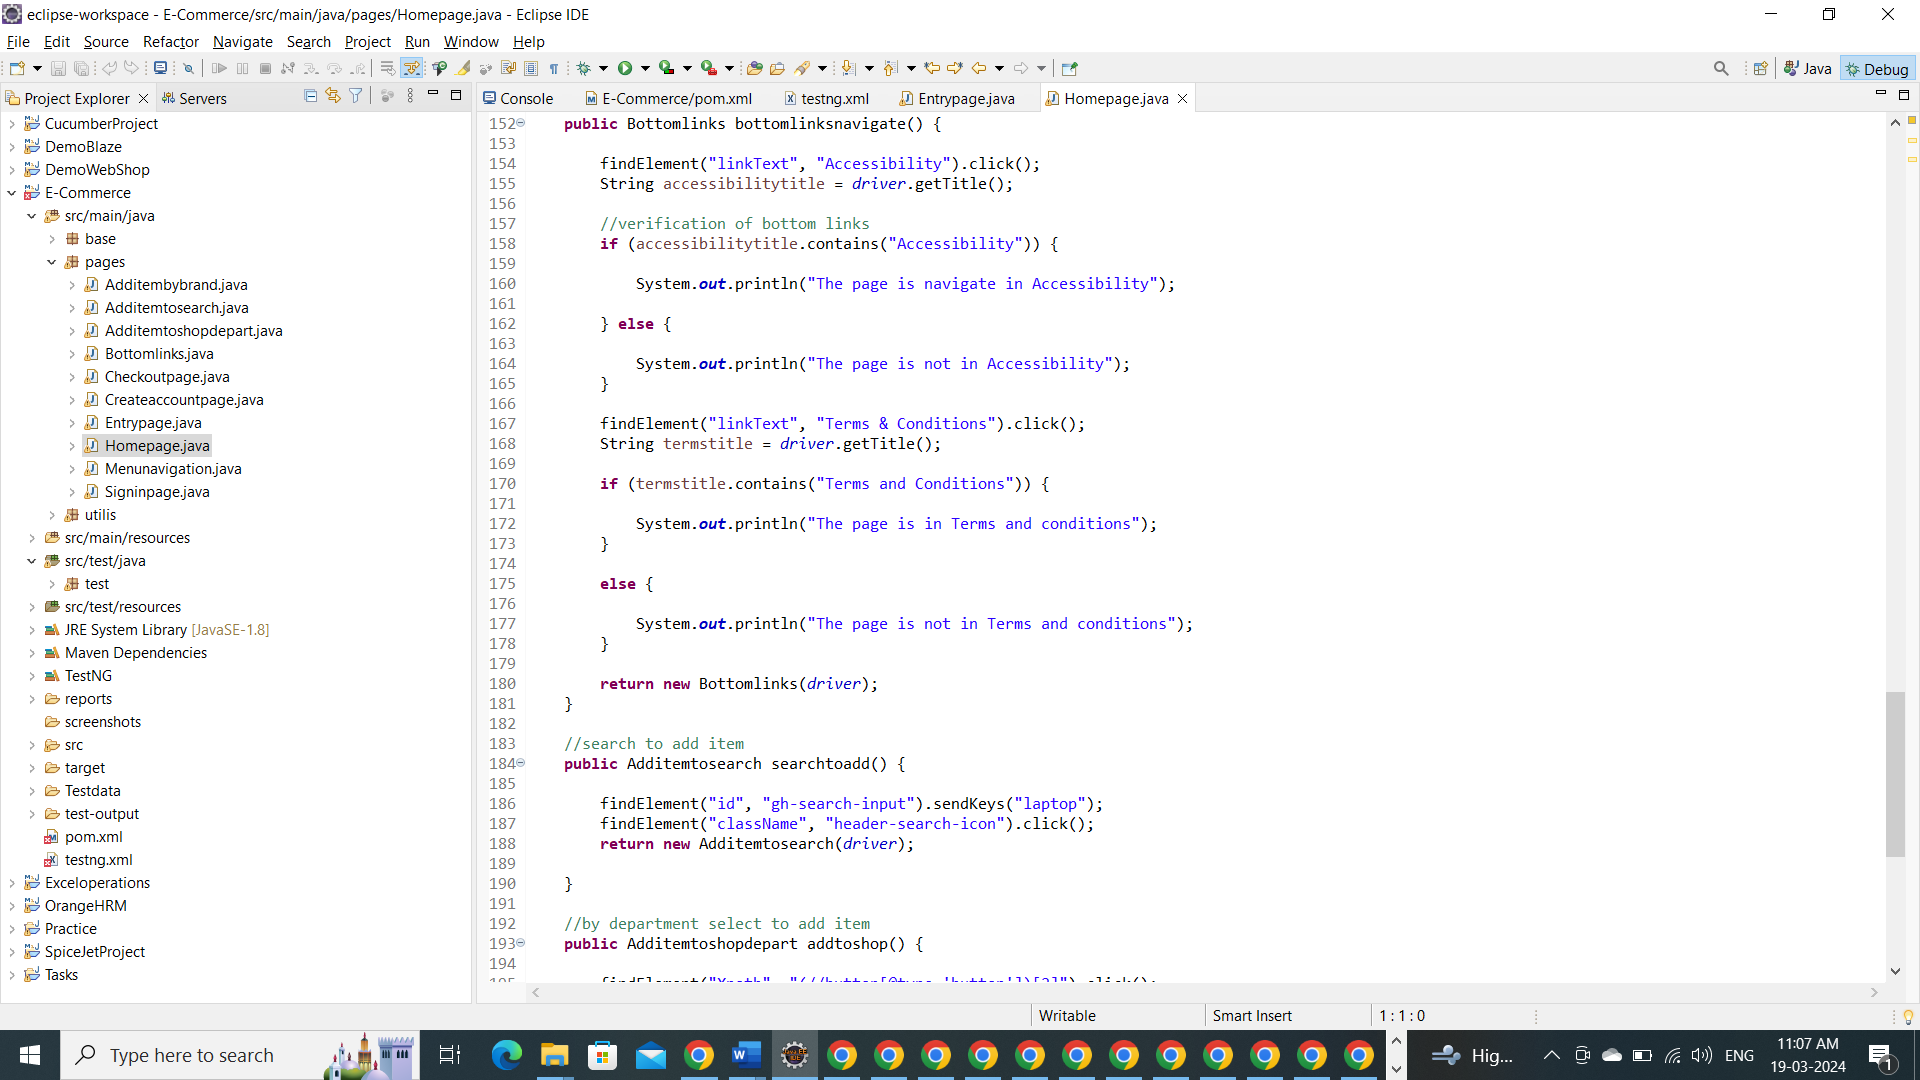 eclipse-workspace - E-Commerce/src/main/java/pages/Homepage.java - Eclipse IDE
File Edit Source Refactor Navigate Search Project Run Window Help
Java Debug
Project Explorer Servers
Console E-Commerce/pom.xml testng.xml Entrypage.java Homepage.java
CucumberProject
DemoBlaze
DemoWebShop
E-Commerce
src/main/java
base
pages
Additembybrand.java
Additemtosearch.java
Additemtoshopdepart.java
Bottomlinks.java
Checkoutpage.java
Createaccountpage.java
Entrypage.java
Homepage.java
Menunavigation.java
Signinpage.java
utilis
src/main/resources
src/test/java
test
src/test/resources
JRE System Library [JavaSE-1.8]
Maven Dependencies
TestNG
reports
screenshots
src
target
Testdata
test-output
pom.xml
testng.xml
Exceloperations
OrangeHRM
Practice
SpiceJetProject
Tasks
152 public Bottomlinks bottomlinksnavigate() {
153
154 findElement("linkText", "Accessibility").click();
155 String accessibilitytitle = driver.getTitle();
156
157 //verification of bottom links
158 if (accessibilitytitle.contains("Accessibility")) {
159
160 System.out.println("The page is navigate in Accessibility");
161
162 } else {
163
164 System.out.println("The page is not in Accessibility");
165 }
166
167 findElement("linkText", "Terms & Conditions").click();
168 String termstitle = driver.getTitle();
169
170 if (termstitle.contains("Terms and Conditions")) {
171
172 System.out.println("The page is in Terms and conditions");
173 }
174
175 else {
176
177 System.out.println("The page is not in Terms and conditions");
178 }
179
180 return new Bottomlinks(driver);
181 }
182
183 //search to add item
184 public Additemtosearch searchtoadd() {
185
186 findElement("id", "gh-search-input").sendKeys("laptop");
187 findElement("className", "header-search-icon").click();
188 return new Additemtosearch(driver);
189
190 }
191
192 //by department select to add item
193 public Additemtoshopdepart addtoshop() {
194
Writable Smart Insert 1 : 1 : 0
Type here to search
Hig...
ENG
11:07 AM
19-03-2024
1